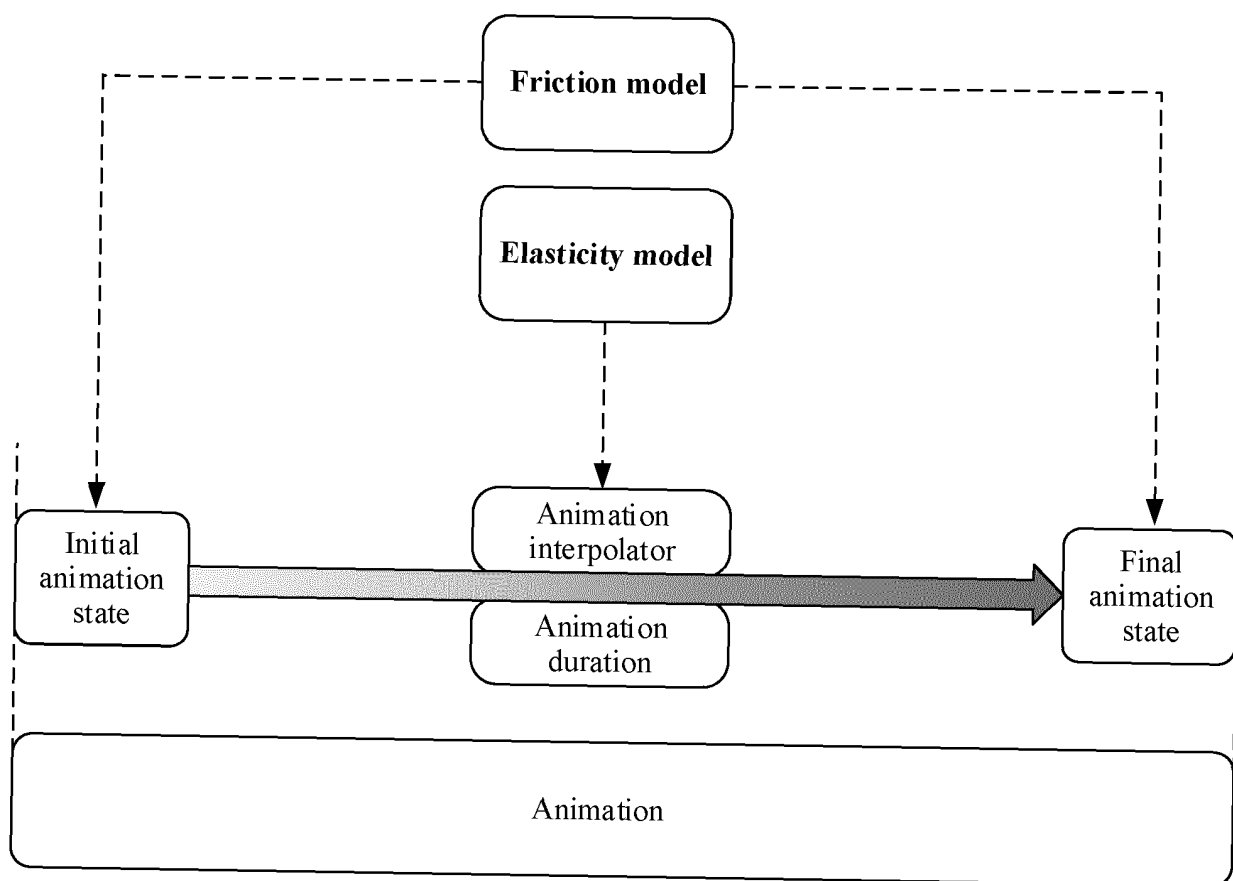 Friction model
Elasticity model
Initial
animation
state
Animation
interpolator
Animation
duration
Final
animation
state
Animation